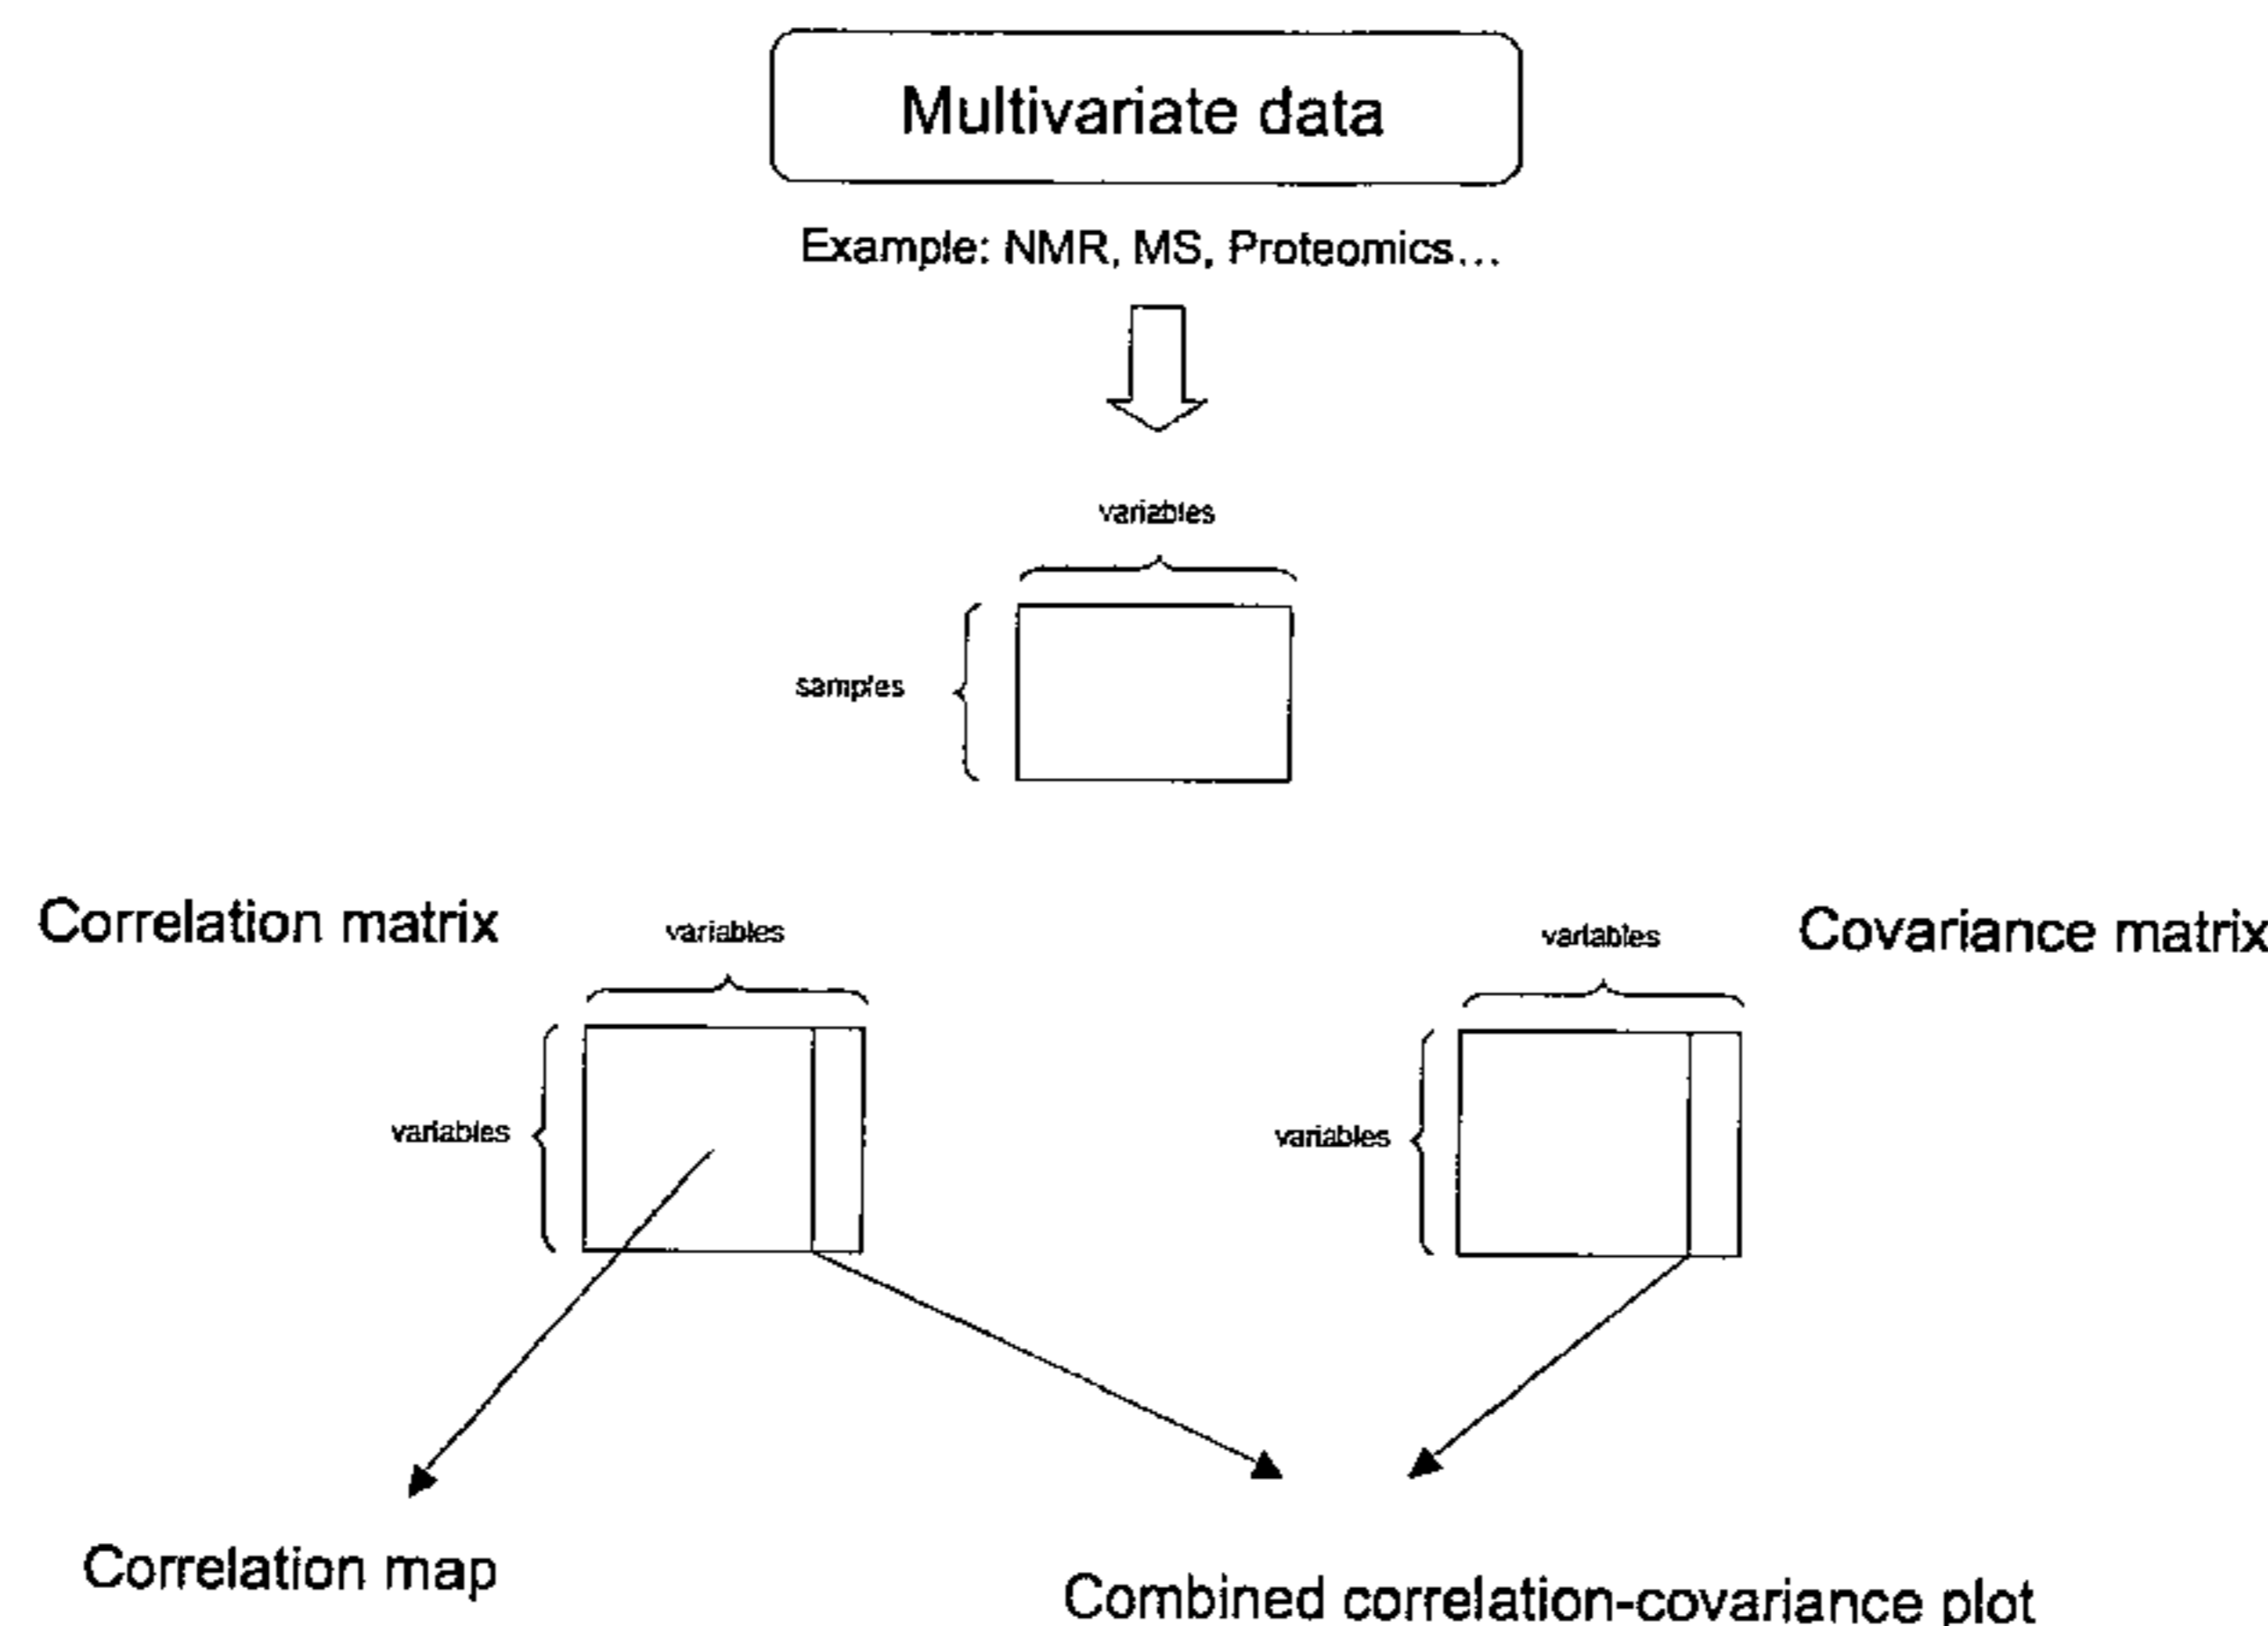 Multivariate data
Example: NMR, MS, Proteomics...
variables
samples
Correlation matrix
variables
variables
Covariance matrix
variables
variables
Correlation map
Combined correlation-covariance plot